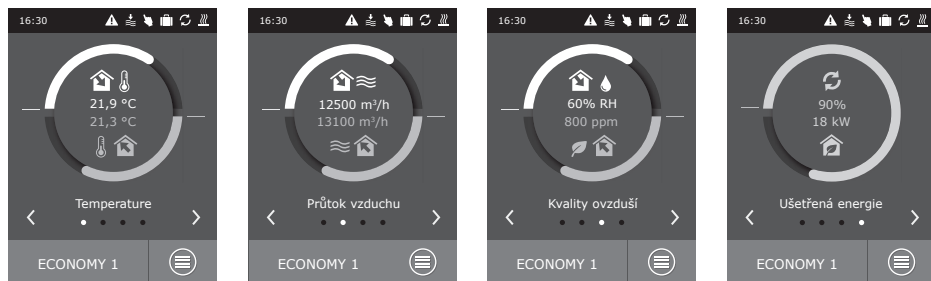 16:30
21,9 °C
21,3 °C
Temperature
ECONOMY 1
16:30
12500 m³/h
13100 m³/h
Průtok vzduchu
ECONOMY 1
16:30
60% RH
800 ppm
Kvality ovzduší
ECONOMY 1
16:30
90%
18 kW
Ušetřená energie
ECONOMY 1